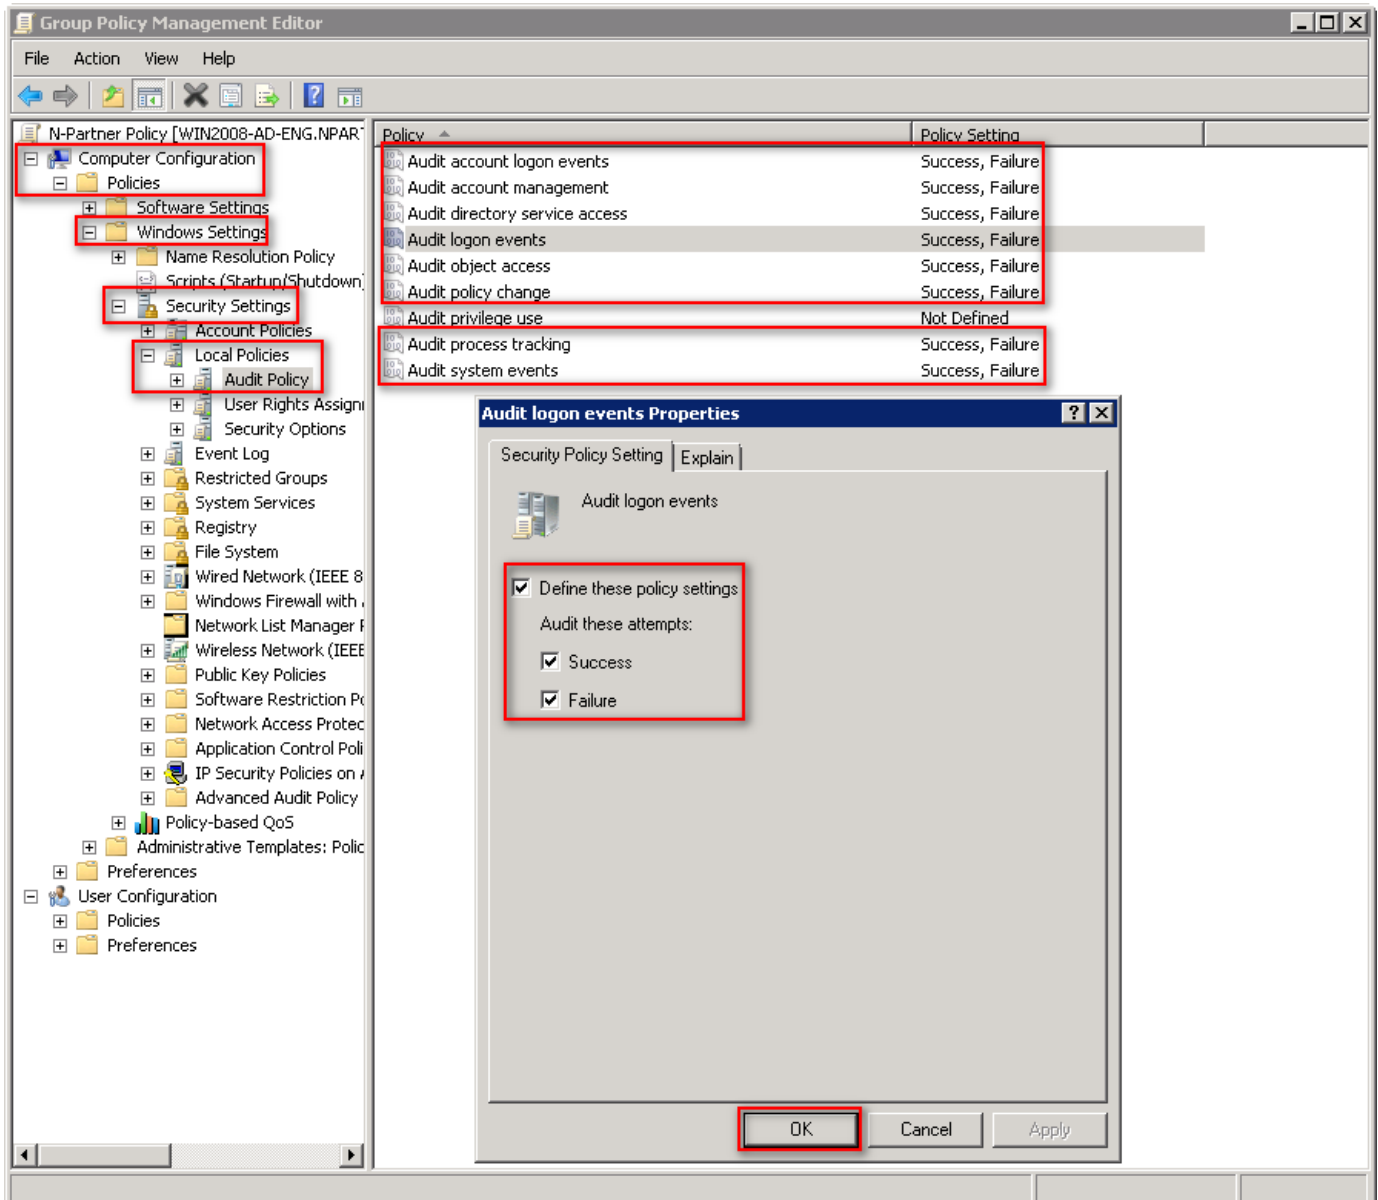 Group Policy Management Editor
File Action View Help
N-Partner Policy [WIN2008-AD-ENG.NPAR
Computer Configuration
Policies
Software Settings
Windows Settings
Name Resolution Policy
Scripts (Startup/Shutdown)
Security Settings
Account Policies
Local Policies
Audit Policy
User Rights Assign
Security Options
Event Log
Restricted Groups
System Services
Registry
File System
Wired Network (IEEE 8
Windows Firewall with
Network List Manager
Wireless Network (IEEE
Public Key Policies
Software Restriction Po
Network Access Protec
Application Control Poli
IP Security Policies on
Advanced Audit Policy
Policy-based QoS
Administrative Templates: Polic
Preferences
User Configuration
Policies
Preferences
Policy Policy Setting
Audit account logon events Success, Failure
Audit account management Success, Failure
Audit directory service access Success, Failure
Audit logon events Success, Failure
Audit object access Success, Failure
Audit policy change Success, Failure
Audit privilege use Not Defined
Audit process tracking Success, Failure
Audit system events Success, Failure
Audit logon events Properties
Security Policy Setting Explain
Audit logon events
Define these policy settings
Audit these attempts:
Success
Failure
OK Cancel Apply